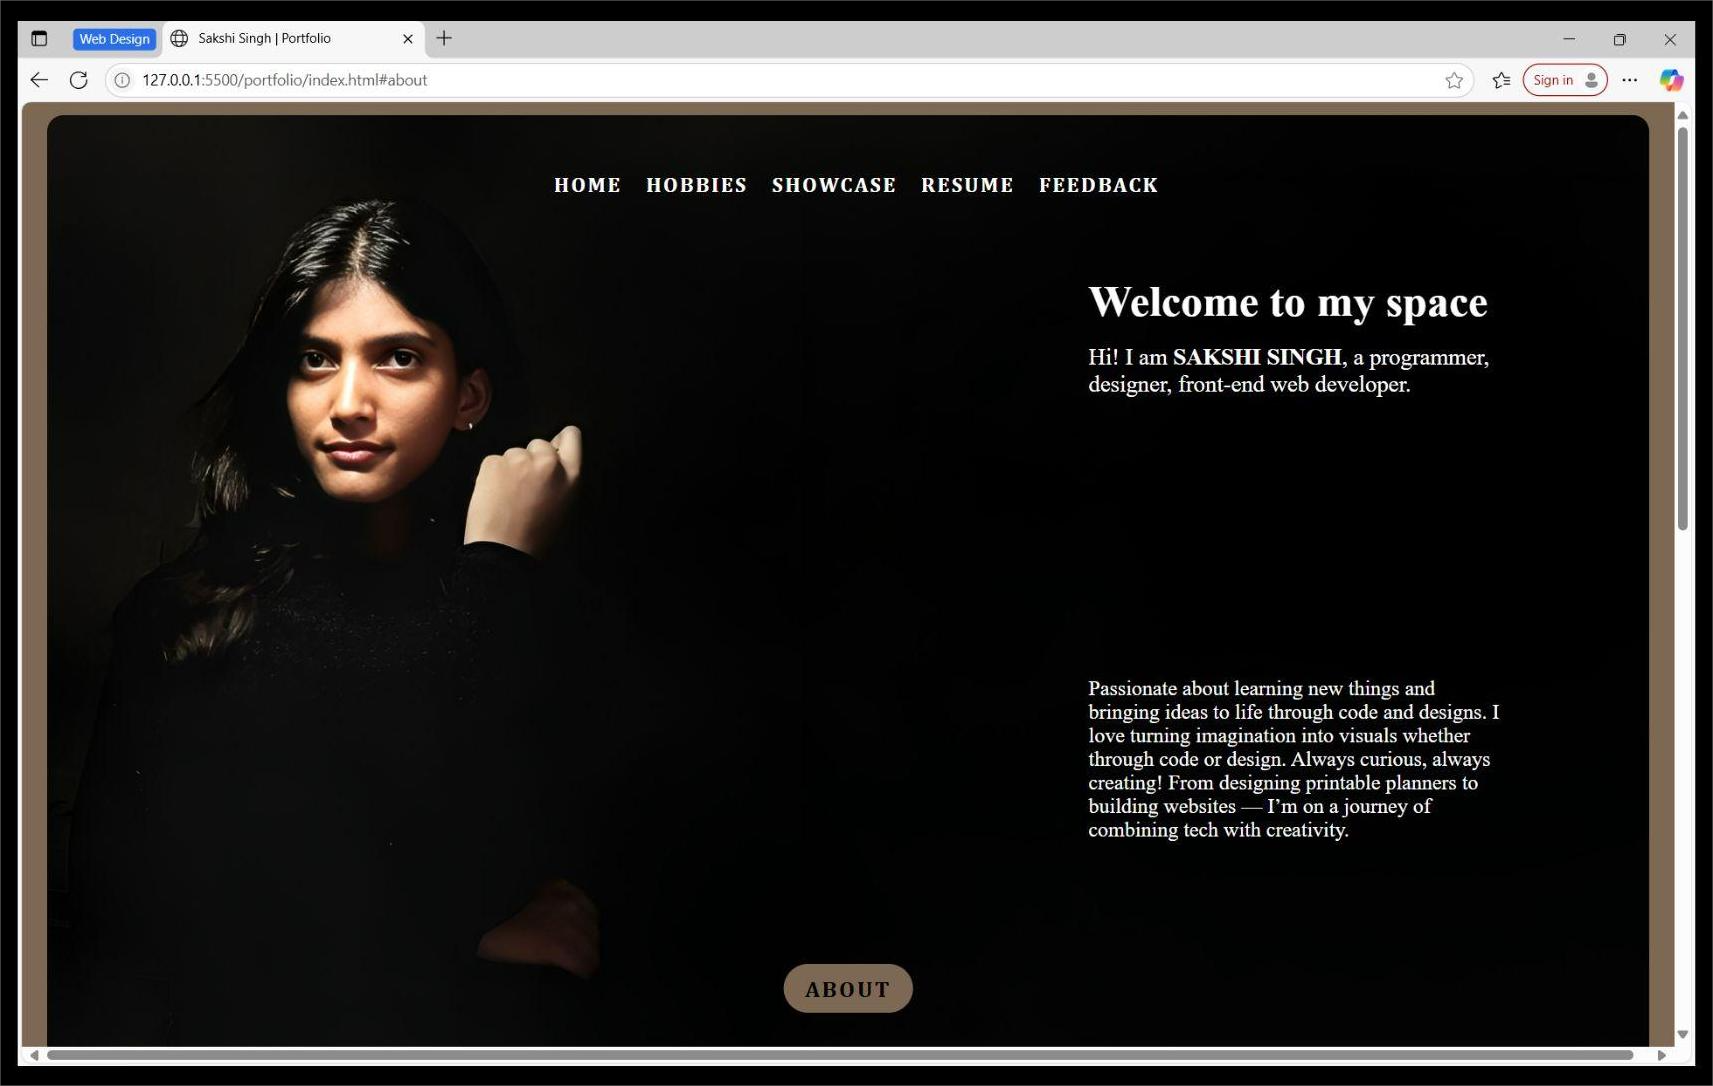 Web Design
Sakshi Singh | Portfolio
127.0.0.1:5500/portfolio/index.html#about
Sign in
HOME HOBBIES SHOWCASE RESUME FEEDBACK
Welcome to my space
Hi! I am SAKSHI SINGH, a programmer,
designer, front-end web developer.
Passionate about learning new things and
bringing ideas to life through code and designs. I
love turning imagination into visuals whether
through code or design. Always curious, always
creating! From designing printable planners to
building websites — I’m on a journey of
combining tech with creativity.
ABOUT